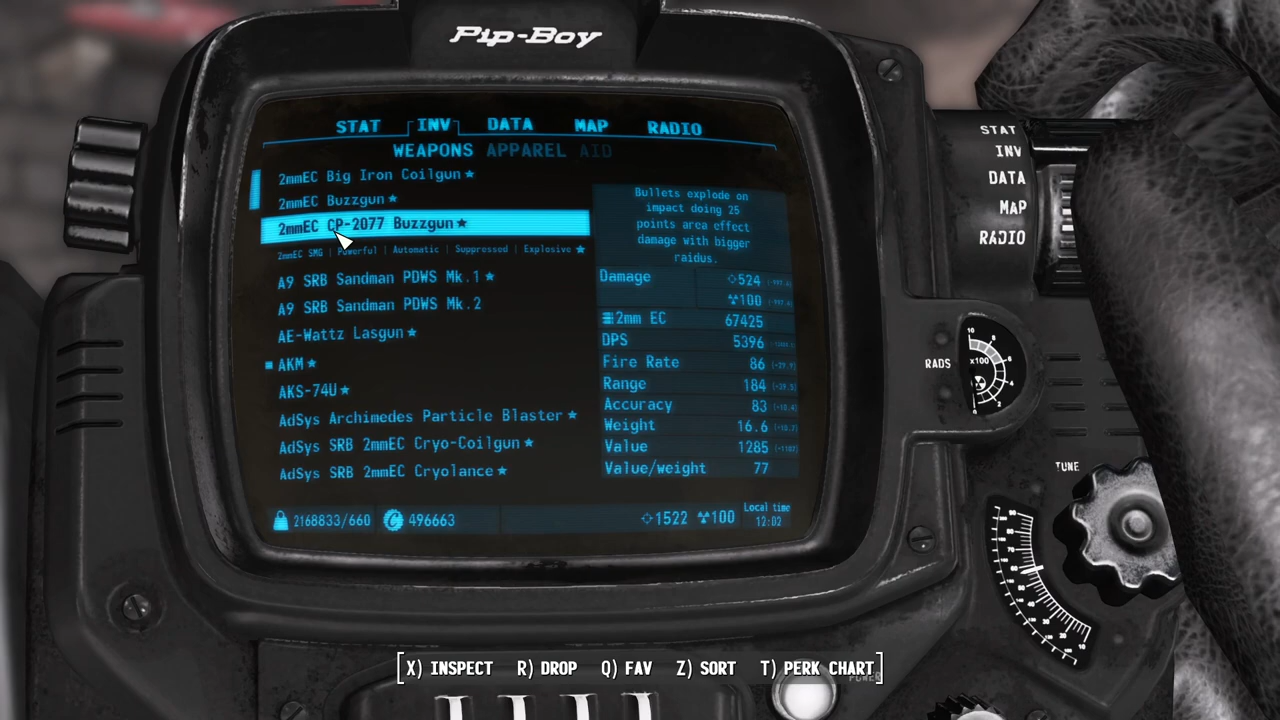 Pip-Boy
STAT INV DATA MAP RADIO
WEAPONS APPAREL AID
2mmEC Big Iron Coilgun ★
2mmEC Buzzgun ★
2mmEC CP-2077 Buzzgun ★
2mmEC SMG | Powerful | Automatic | Suppressed | Explosive ★
A9 SRB Sandman PDWS Mk.1 ★
A9 SRB Sandman PDWS Mk.2
AE-Wattz Lasgun ★
AKM ★
AKS-74U ★
AdSys Archimedes Particle Blaster ★
AdSys SRB 2mmEC Cryo-Coilgun ★
AdSys SRB 2mmEC Cryolance ★
Bullets explode on
impact doing 25
points area effect
damage with bigger
raidus.
Damage 524
100
2mm EC 67425
DPS 5396
Fire Rate 86
Range 184
Accuracy 83
Weight 16.6
Value 1285
Value/weight 77
2168833/660 496663 1522 100
Local time
12:02
STAT
INV
DATA
MAP
RADIO
RADS
x100
TUNE
[X) INSPECT R) DROP Q) FAV Z) SORT T) PERK CHART]
POWER